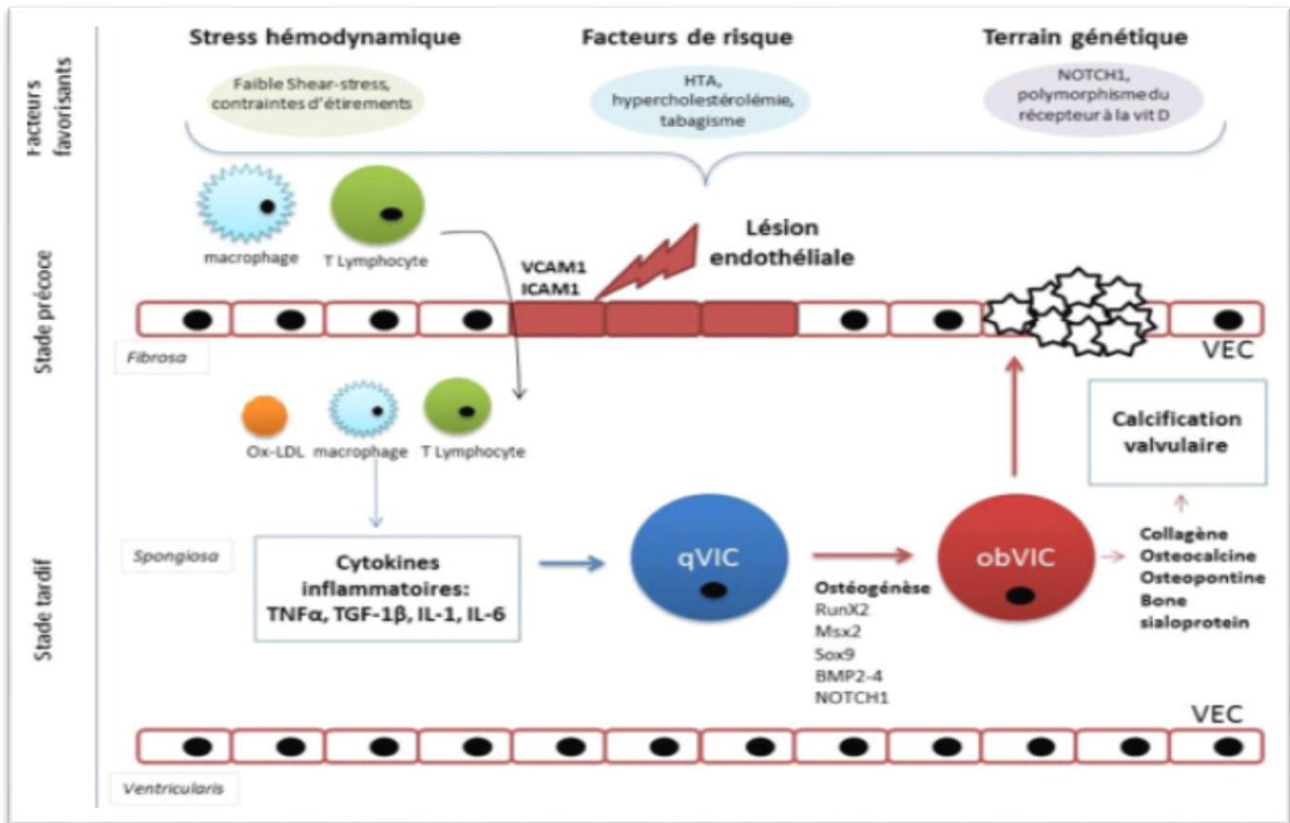 Stress hémodynamique
Facteurs de risque
Terrain génétique
Facteurs
favorisants
Faible Shear-stress,
contraintes d'étirements
HTA,
hypercholestérolémie,
tabagisme
NOTCH1,
polymorphisme du
récepteur à la vit D
Stade précoce
macrophage
T Lymphocyte
VCAM1
ICAM1
Lésion
endothéliale
Fibrosa
VEC
Ox-LDL
macrophage
T Lymphocyte
Calcification
valvulaire
Stade tardif
Spongiosa
Cytokines
inflammatoires:
TNFα, TGF-1β, IL-1, IL-6
qVIC
Ostéogénèse:
RunX2
Msx2
Sox9
BMP2-4
NOTCH1
obVIC
Collagène
Osteocalcine
Osteopontine
Bone
sialoprotein
VEC
Ventricularis